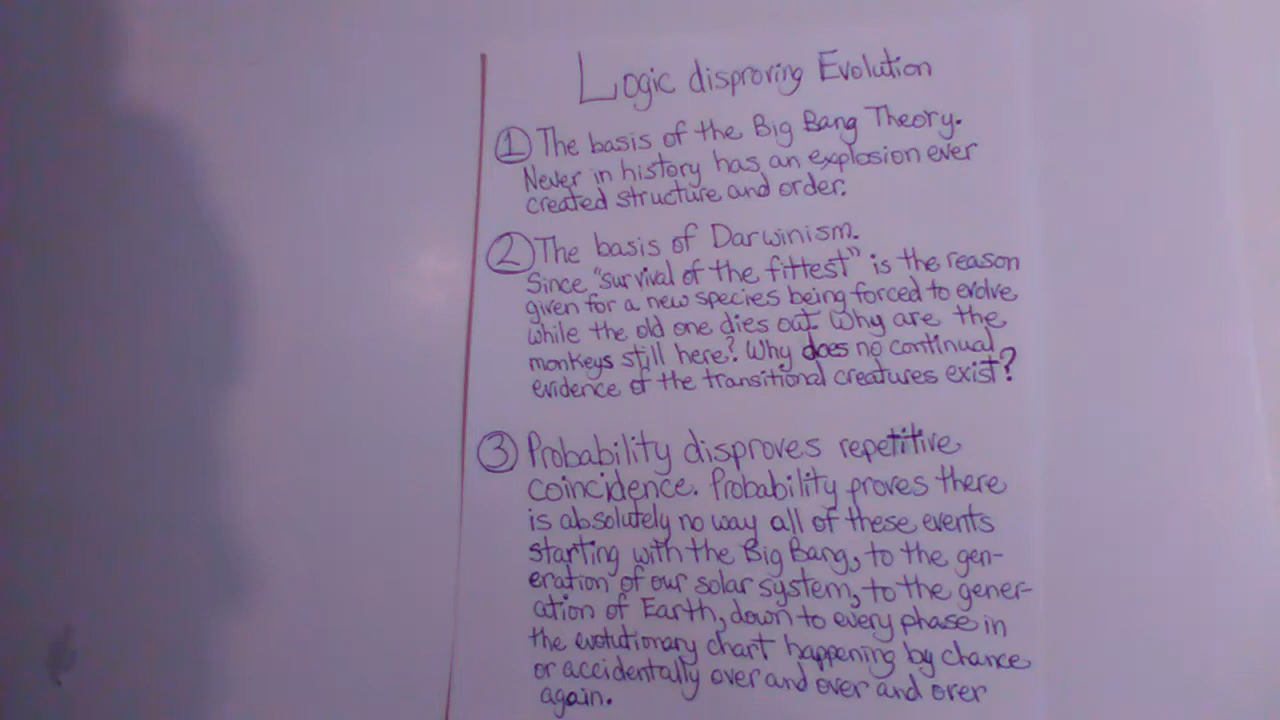 Logic disproving Evolution
① The basis of the Big Bang Theory.
Never in history has an explosion ever
created structure and order.
② The basis of Darwinism.
Since "survival of the fittest" is the reason
given for a new species being forced to evolve
while the old one dies out. Why are the
monkeys still here? Why does no continual
evidence of the transitional creatures exist?
③ Probability disproves repetitive
coincidence. Probability proves there
is absolutely no way all of these events
starting with the Big Bang, to the gen-
eration of our solar system, to the gener-
ation of Earth, down to every phase in
the evolutionary chart happening by chance
or accidentally over and over and over
again.